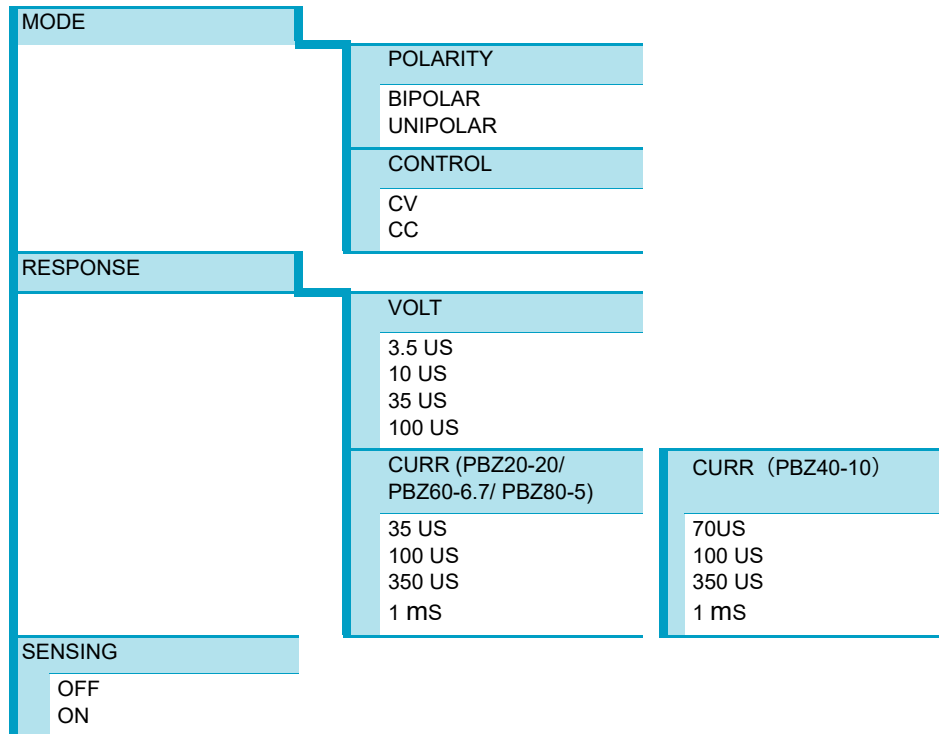 MODE
POLARITY
BIPOLAR
UNIPOLAR
CONTROL
CV
CC
RESPONSE
VOLT
3.5 US
10 US
35 US
100 US
CURR (PBZ20-20/
PBZ60-6.7/ PBZ80-5)
35 US
100 US
350 US
1 mS
CURR（PBZ40-10）
70US
100 US
350 US
1 mS
SENSING
OFF
ON